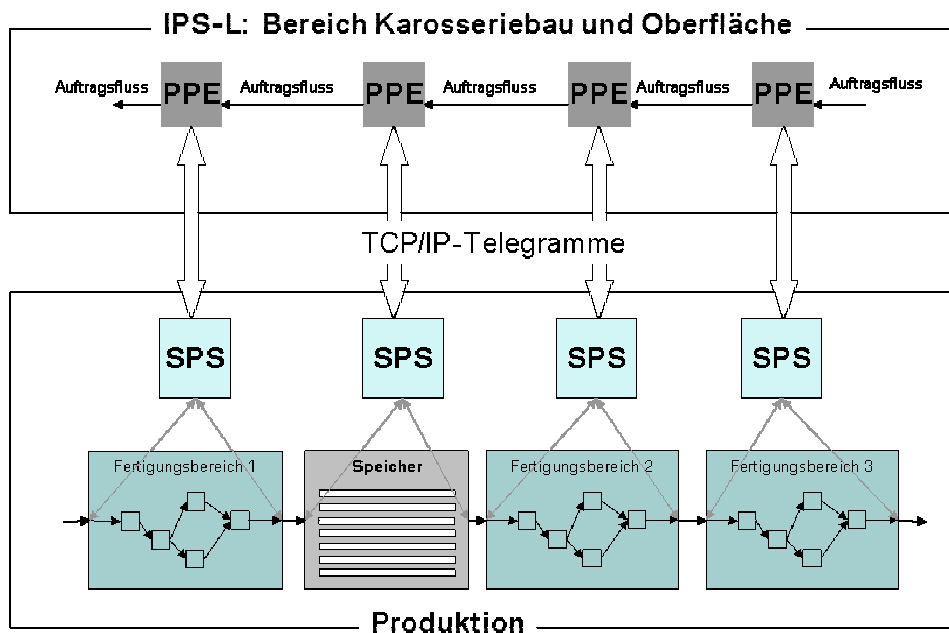 IPS-L: Bereich Karosseriebau und Oberfläche
Auftragsfluss PPE Auftragsfluss PPE Auftragsfluss PPE Auftragsfluss PPE Auftragsfluss
TCP/IP-Telegramme
SPS SPS SPS SPS
Fertigungsbereich 1 Speicher Fertigungsbereich 2 Fertigungsbereich 3
Produktion